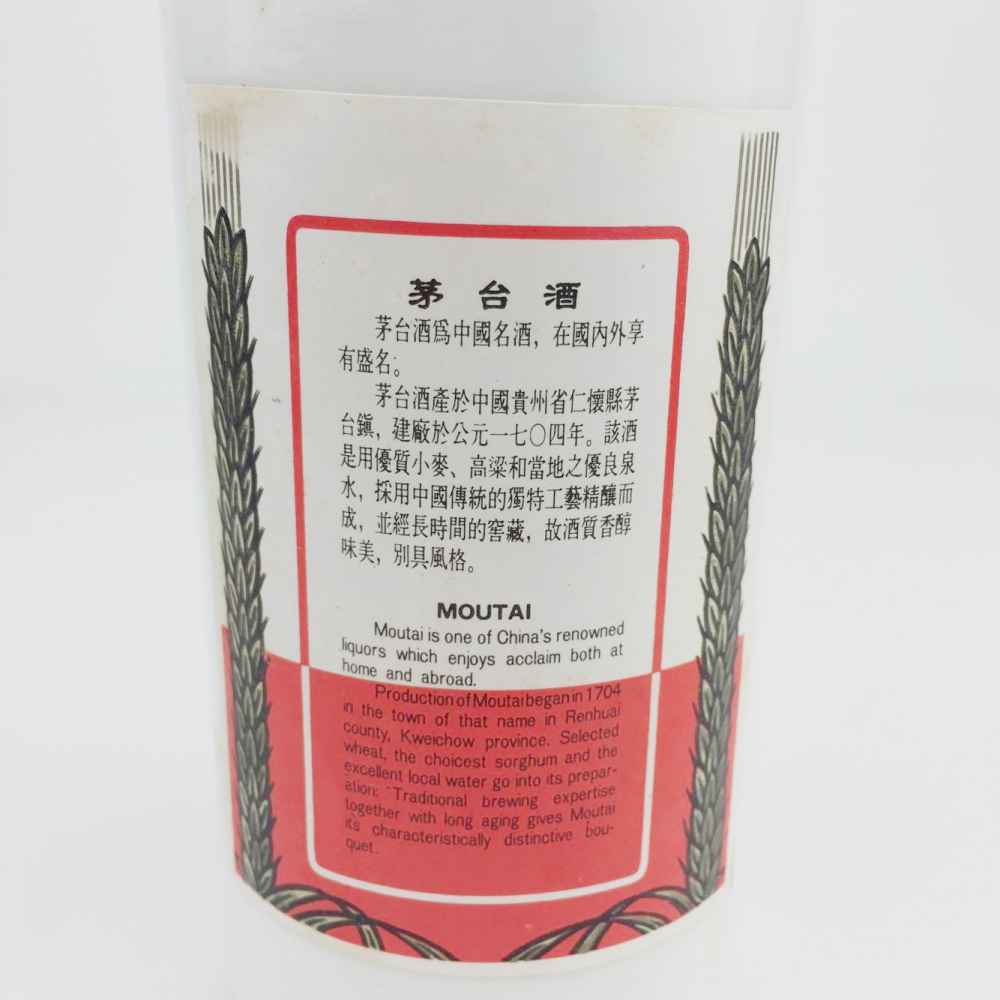 茅台酒
茅台酒爲中國名酒，在國內外享
有盛名。
茅台酒產於中國貴州省仁懷縣茅
台鎭，建廠於公元一七〇四年。該酒
是用優質小麥、高粱和當地之優良泉
水，採用中國傳統的獨特工藝精釀而
成，並經長時間的窖藏，故酒質香醇
味美，別具風格。
MOUTAI
Moutai is one of China's renowned
liquors which enjoys acclaim both at
home and abroad.
Production of Moutai began in 1704
in the town of that name in Renhuai
county, Kweichow province. Selected
wheat, the choicest sorghum and the
excellent local water go into its prepar-
ation. Traditional brewing expertise
together with long aging gives Moutai
its characteristically distinctive bou-
quet.